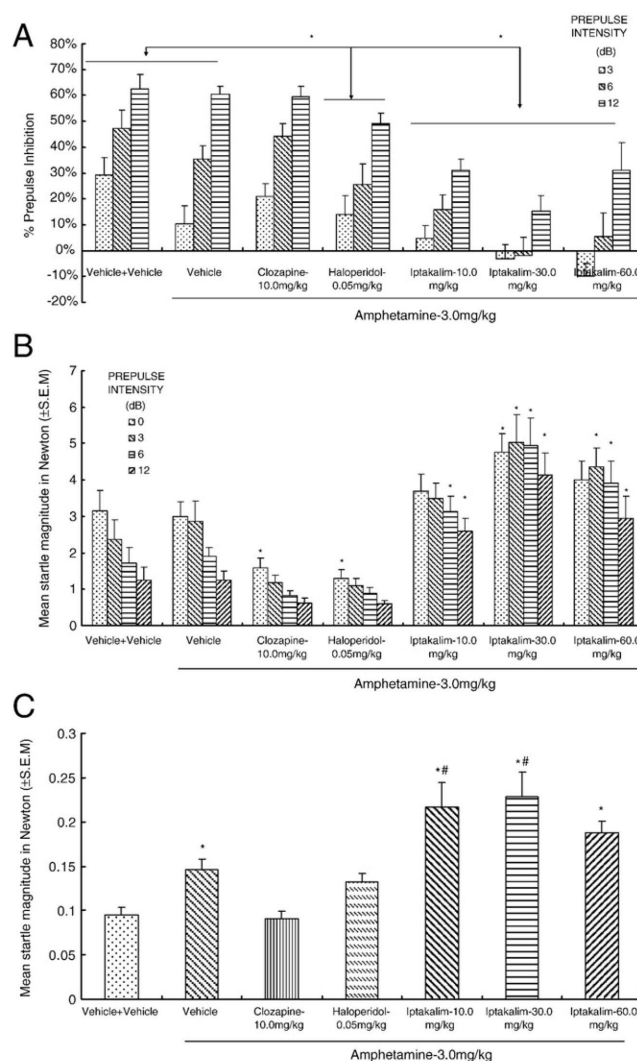 A
80%
70%
60%
50%
40%
30%
20%
10%
0%
-10%
-20%
% Prepulse Inhibition
*
*
PREPULSE
INTENSITY
(dB)
3
6
12
Vehicle+Vehicle
Vehicle
Clozapine-
10.0mg/kg
Haloperidol-
0.05mg/kg
Iptakalim-10.0
mg/kg
Iptakalim-30.0
mg/kg
Iptakalim-60.0
mg/kg
Amphetamine-3.0mg/kg
B
7
6
5
4
3
2
1
0
Mean startle magnitude in Newton (±S.E.M)
PREPULSE
INTENSITY
(dB)
0
3
6
12
*
*
* *
* * * *
* * *
Vehicle+Vehicle
Vehicle
Clozapine-
10.0mg/kg
Haloperidol-
0.05mg/kg
Iptakalim-10.0
mg/kg
Iptakalim-30.0
mg/kg
Iptakalim-60.0
mg/kg
Amphetamine-3.0mg/kg
C
0.3
0.25
0.2
0.15
0.1
0.05
0
Mean startle magnitude in Newton (±S.E.M)
*
*#
*#
*
Vehicle+Vehicle
Vehicle
Clozapine-
10.0mg/kg
Haloperidol-
0.05mg/kg
Iptakalim-10.0
mg/kg
Iptakalim-30.0
mg/kg
Iptakalim-60.0
mg/kg
Amphetamine-3.0mg/kg